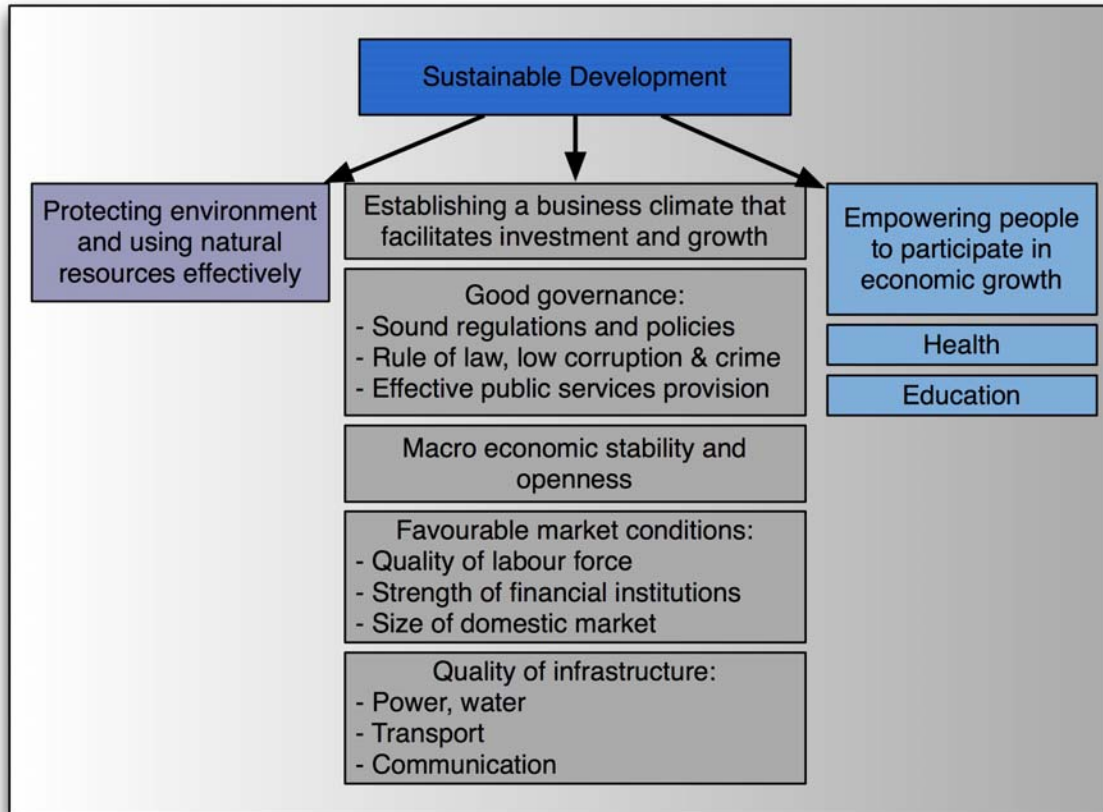 Sustainable Development
Protecting environment
and using natural
resources effectively
Establishing a business climate that
facilitates investment and growth
Good governance:
- Sound regulations and policies
- Rule of law, low corruption & crime
- Effective public services provision
Macro economic stability and
openness
Favourable market conditions:
- Quality of labour force
- Strength of financial institutions
- Size of domestic market
Quality of infrastructure:
- Power, water
- Transport
- Communication
Empowering people
to participate in
economic growth
Health
Education